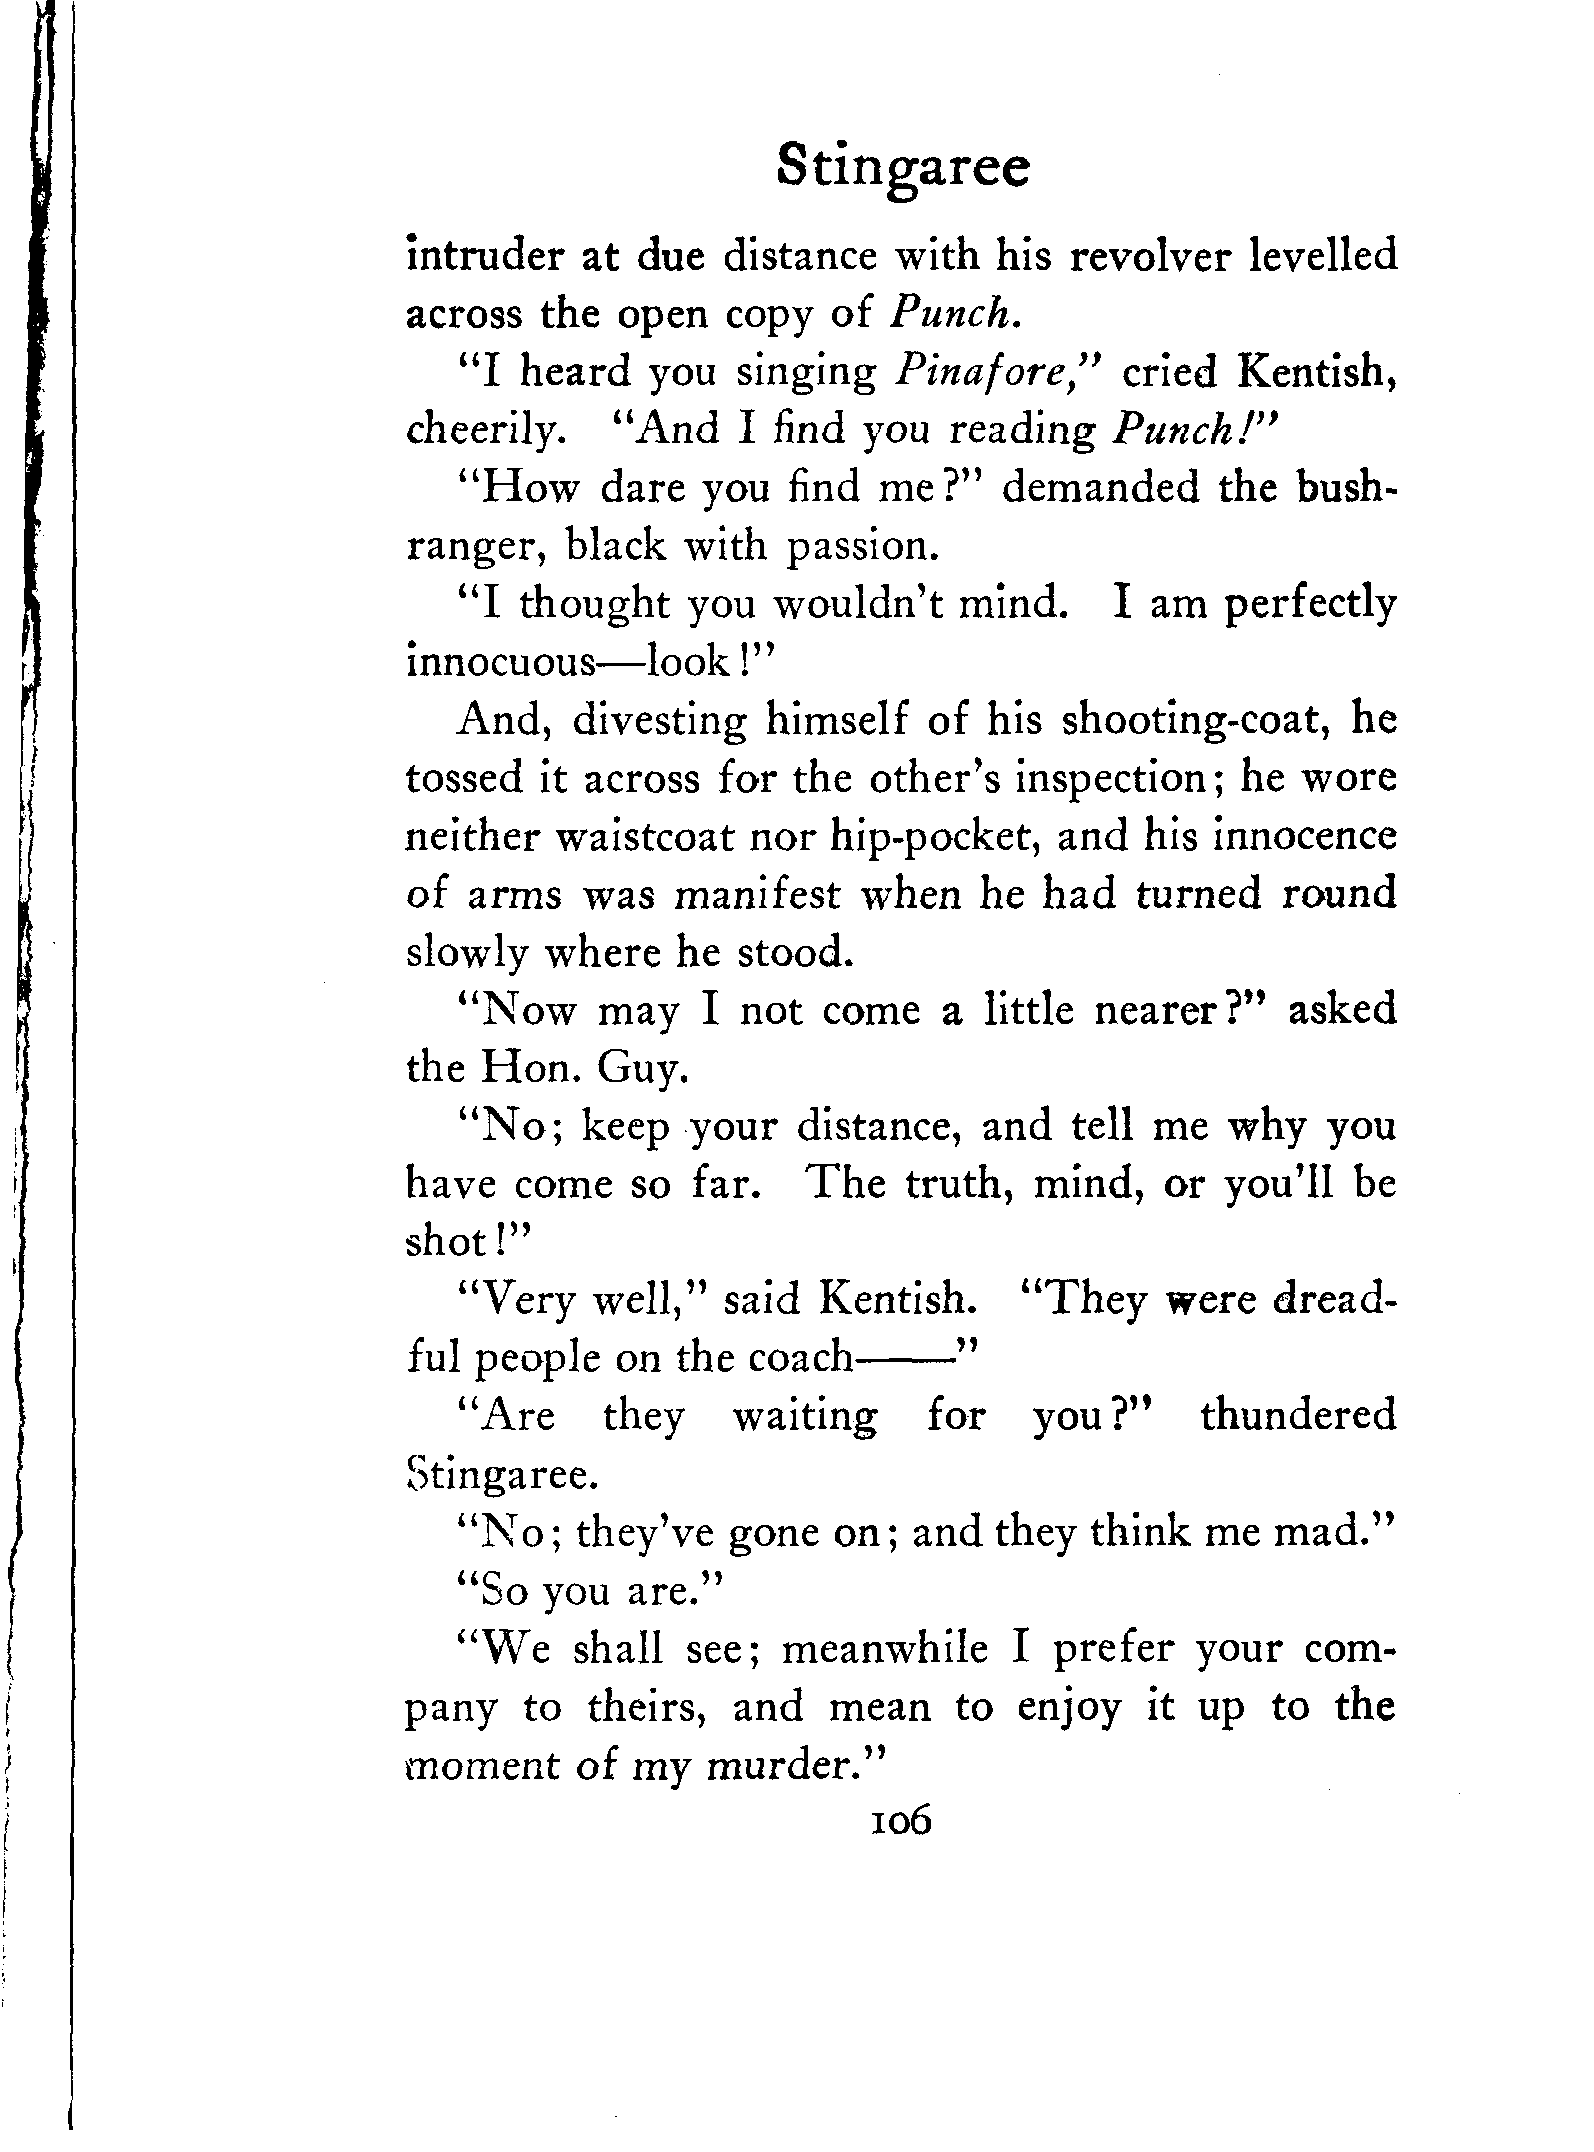 Stingaree
intruder at due distance with his revolver levelled
across the open copy of Punch.
"I heard you singing Pinafore," cried Kentish,
cheerily. "And I find you reading Punch!"
"How dare you find me?" demanded the bush-
ranger, black with passion.
"I thought you wouldn't mind. I am perfectly
innocuous—look!"
And, divesting himself of his shooting-coat, he
tossed it across for the other's inspection; he wore
neither waistcoat nor hip-pocket, and his innocence
of arms was manifest when he had turned round
slowly where he stood.
"Now may I not come a little nearer?" asked
the Hon. Guy.
"No; keep your distance, and tell me why you
have come so far. The truth, mind, or you'll be
shot!"
"Very well," said Kentish. "They were dread-
ful people on the coach——"
"Are they waiting for you?" thundered
Stingaree.
"No; they've gone on; and they think me mad."
"So you are."
"We shall see; meanwhile I prefer your com-
pany to theirs, and mean to enjoy it up to the
moment of my murder."
106